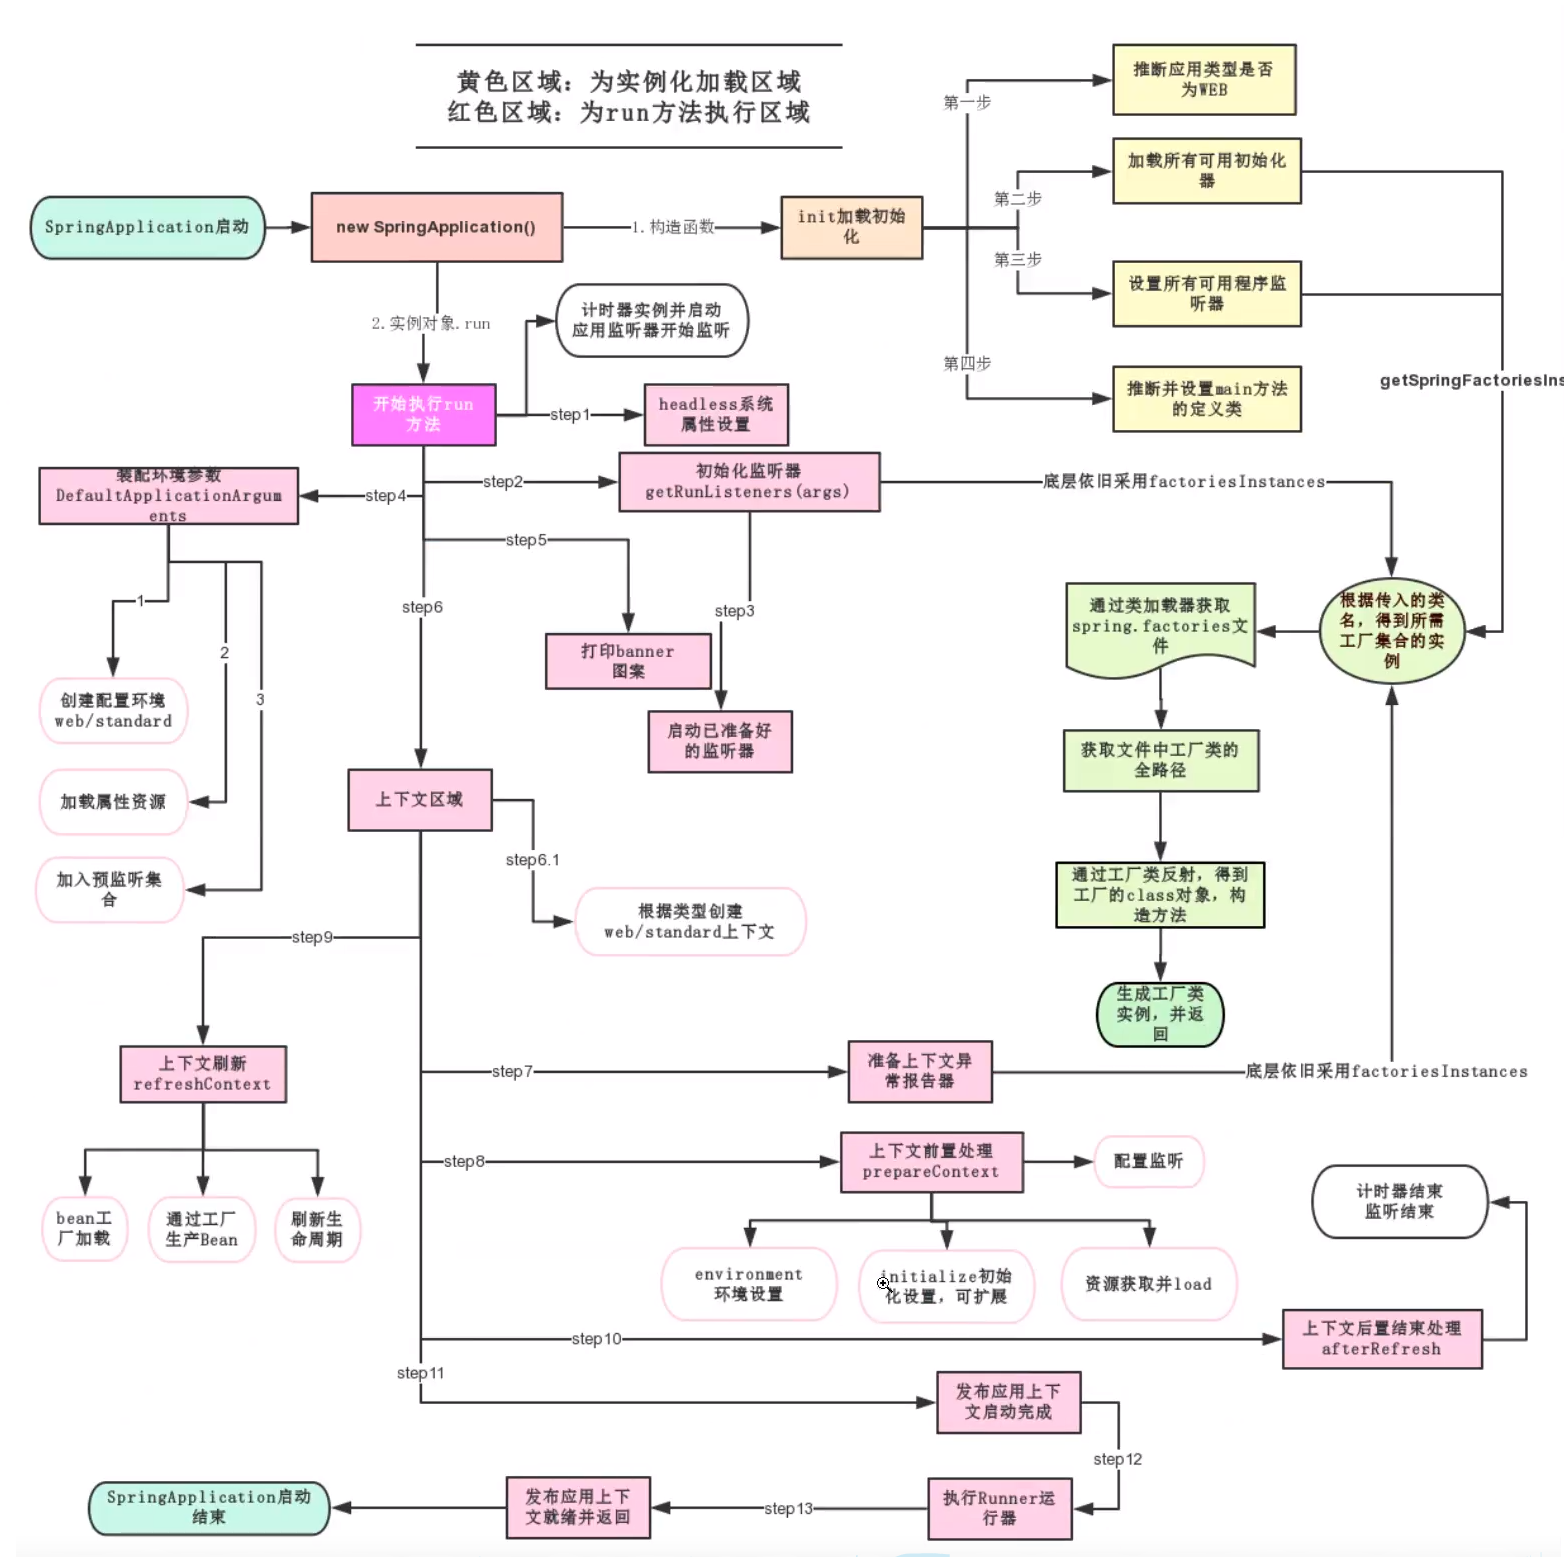 黄色区域：为实例化加载区域
红色区域：为run方法执行区域
推断应用类型是否
为WEB
第一步
加载所有可用初始化
器
第二步
SpringApplication启动
new SpringApplication()
1.构造函数
init加载初始
化
第三步
设置所有可用程序监
听器
计时器实例并启动
应用监听器开始监听
2.实例对象.run
第四步
推断并设置main方法
的定义类
getSpringFactoriesIns
开始执行run
方法
step1
headless系统
属性设置
装配环境参数
DefaultApplicationArgum
ents
step4
step2
初始化监听器
getRunListeners(args)
底层依旧采用factoriesInstances
step5
step6
step3
1
2
3
通过类加载器获取
spring.factories文
件
根据传入的类
名，得到所需
工厂集合的实
例
打印banner
图案
创建配置环境
web/standard
启动已准备好
的监听器
获取文件中工厂类的
全路径
加载属性资源
上下文区域
step6.1
加入预监听集
合
通过工厂类反射，得到
工厂的class对象，构
造方法
根据类型创建
web/standard上下文
step9
生成工厂类
实例，并返
回
上下文刷新
refreshContext
step7
准备上下文异
常报告器
底层依旧采用factoriesInstances
step8
上下文前置处理
prepareContext
配置监听
bean工
厂加载
通过工厂
生产Bean
刷新生
命周期
计时器结束
监听结束
environment
环境设置
initialize初始
化设置，可扩展
资源获取并load
step10
上下文后置结束处理
afterRefresh
step11
发布应用上下
文启动完成
step12
SpringApplication启动
结束
发布应用上下
文就绪并返回
step13
执行Runner运
行器